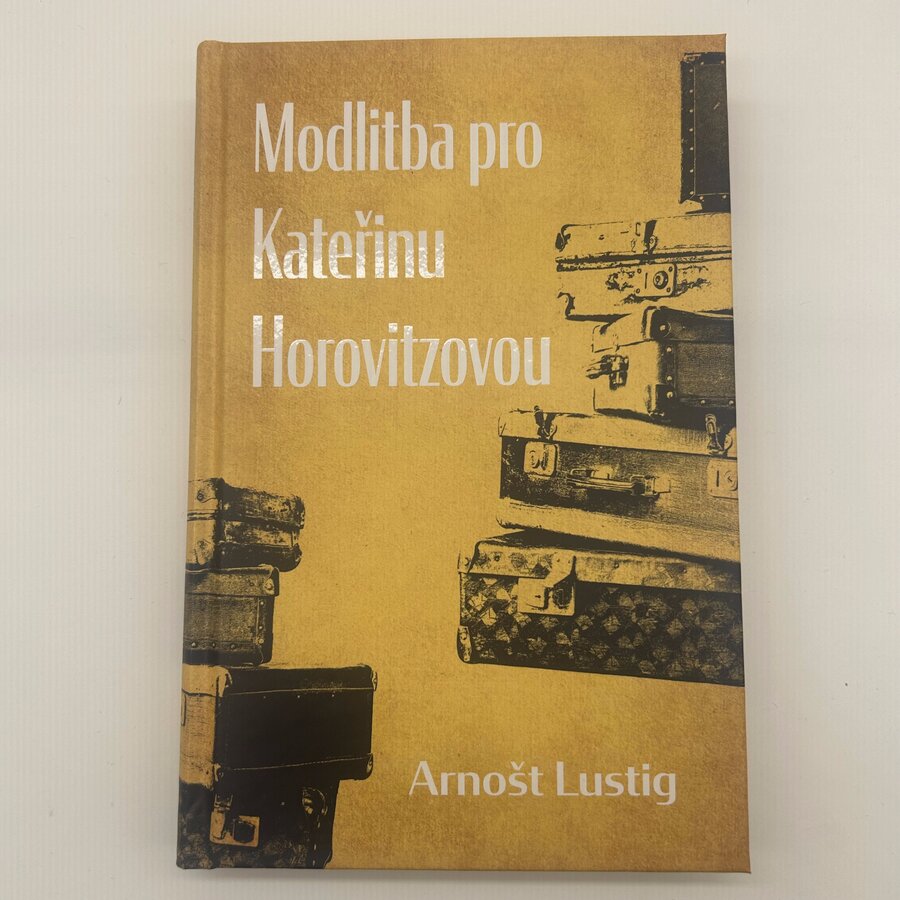 Modlitba pro
Kateřinu
Horovitzovou
Arnošt Lustig